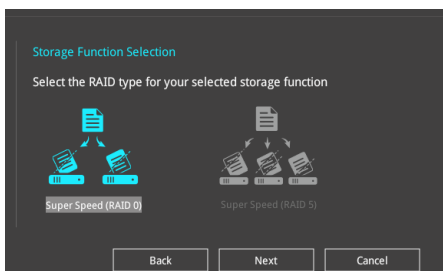 Storage Function Selection
Select the RAID type for your selected storage function
Super Speed (RAID 0)
Super Speed (RAID 5)
Back
Next
Cancel